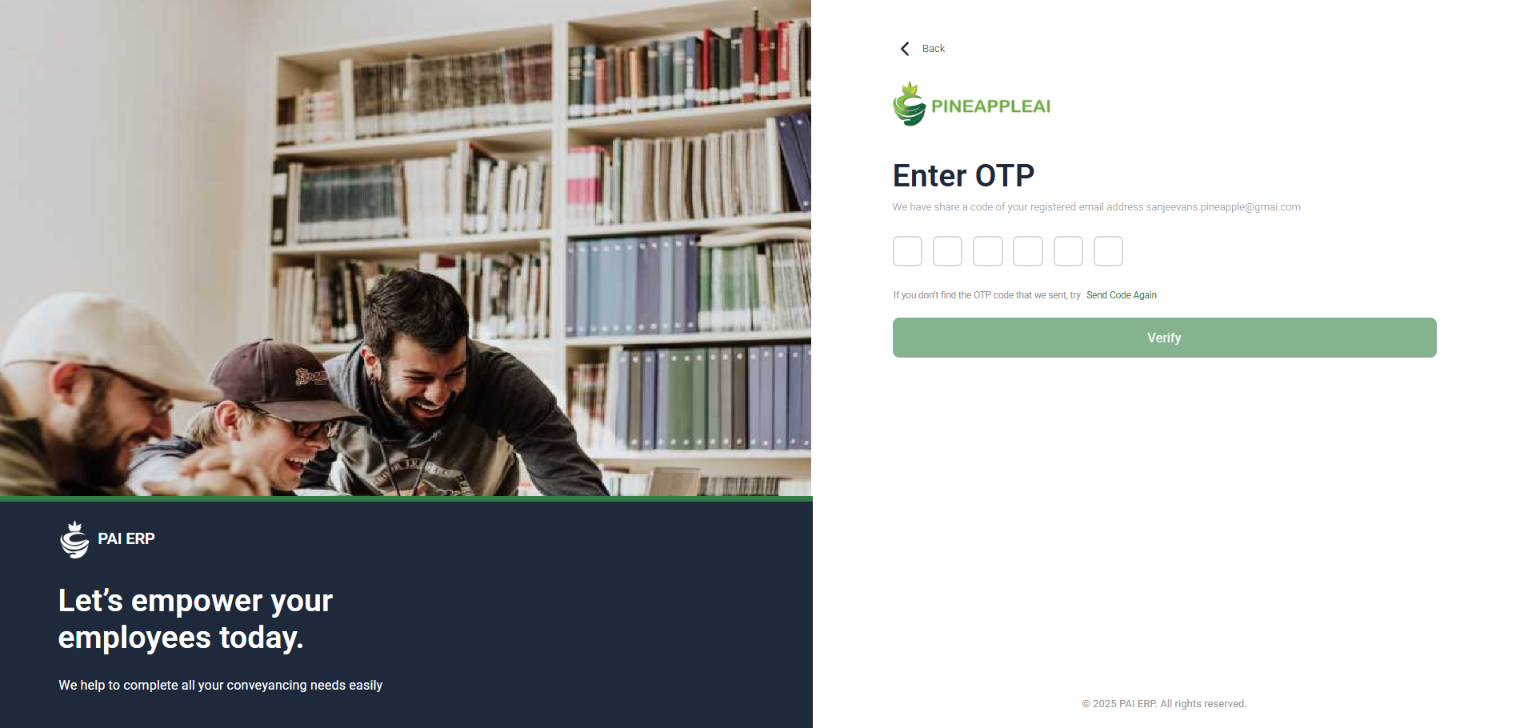 PAI ERP
Let's empower your
employees today.
We help to complete all your conveyancing needs easily
Back
PINEAPPLEAI
Enter OTP
We have share a code of your registered email address sanjeevans.pineapple@gmai.com
If you don't find the OTP code that we sent, try Send Code Again
Verify
© 2025 PAI ERP. All rights reserved.